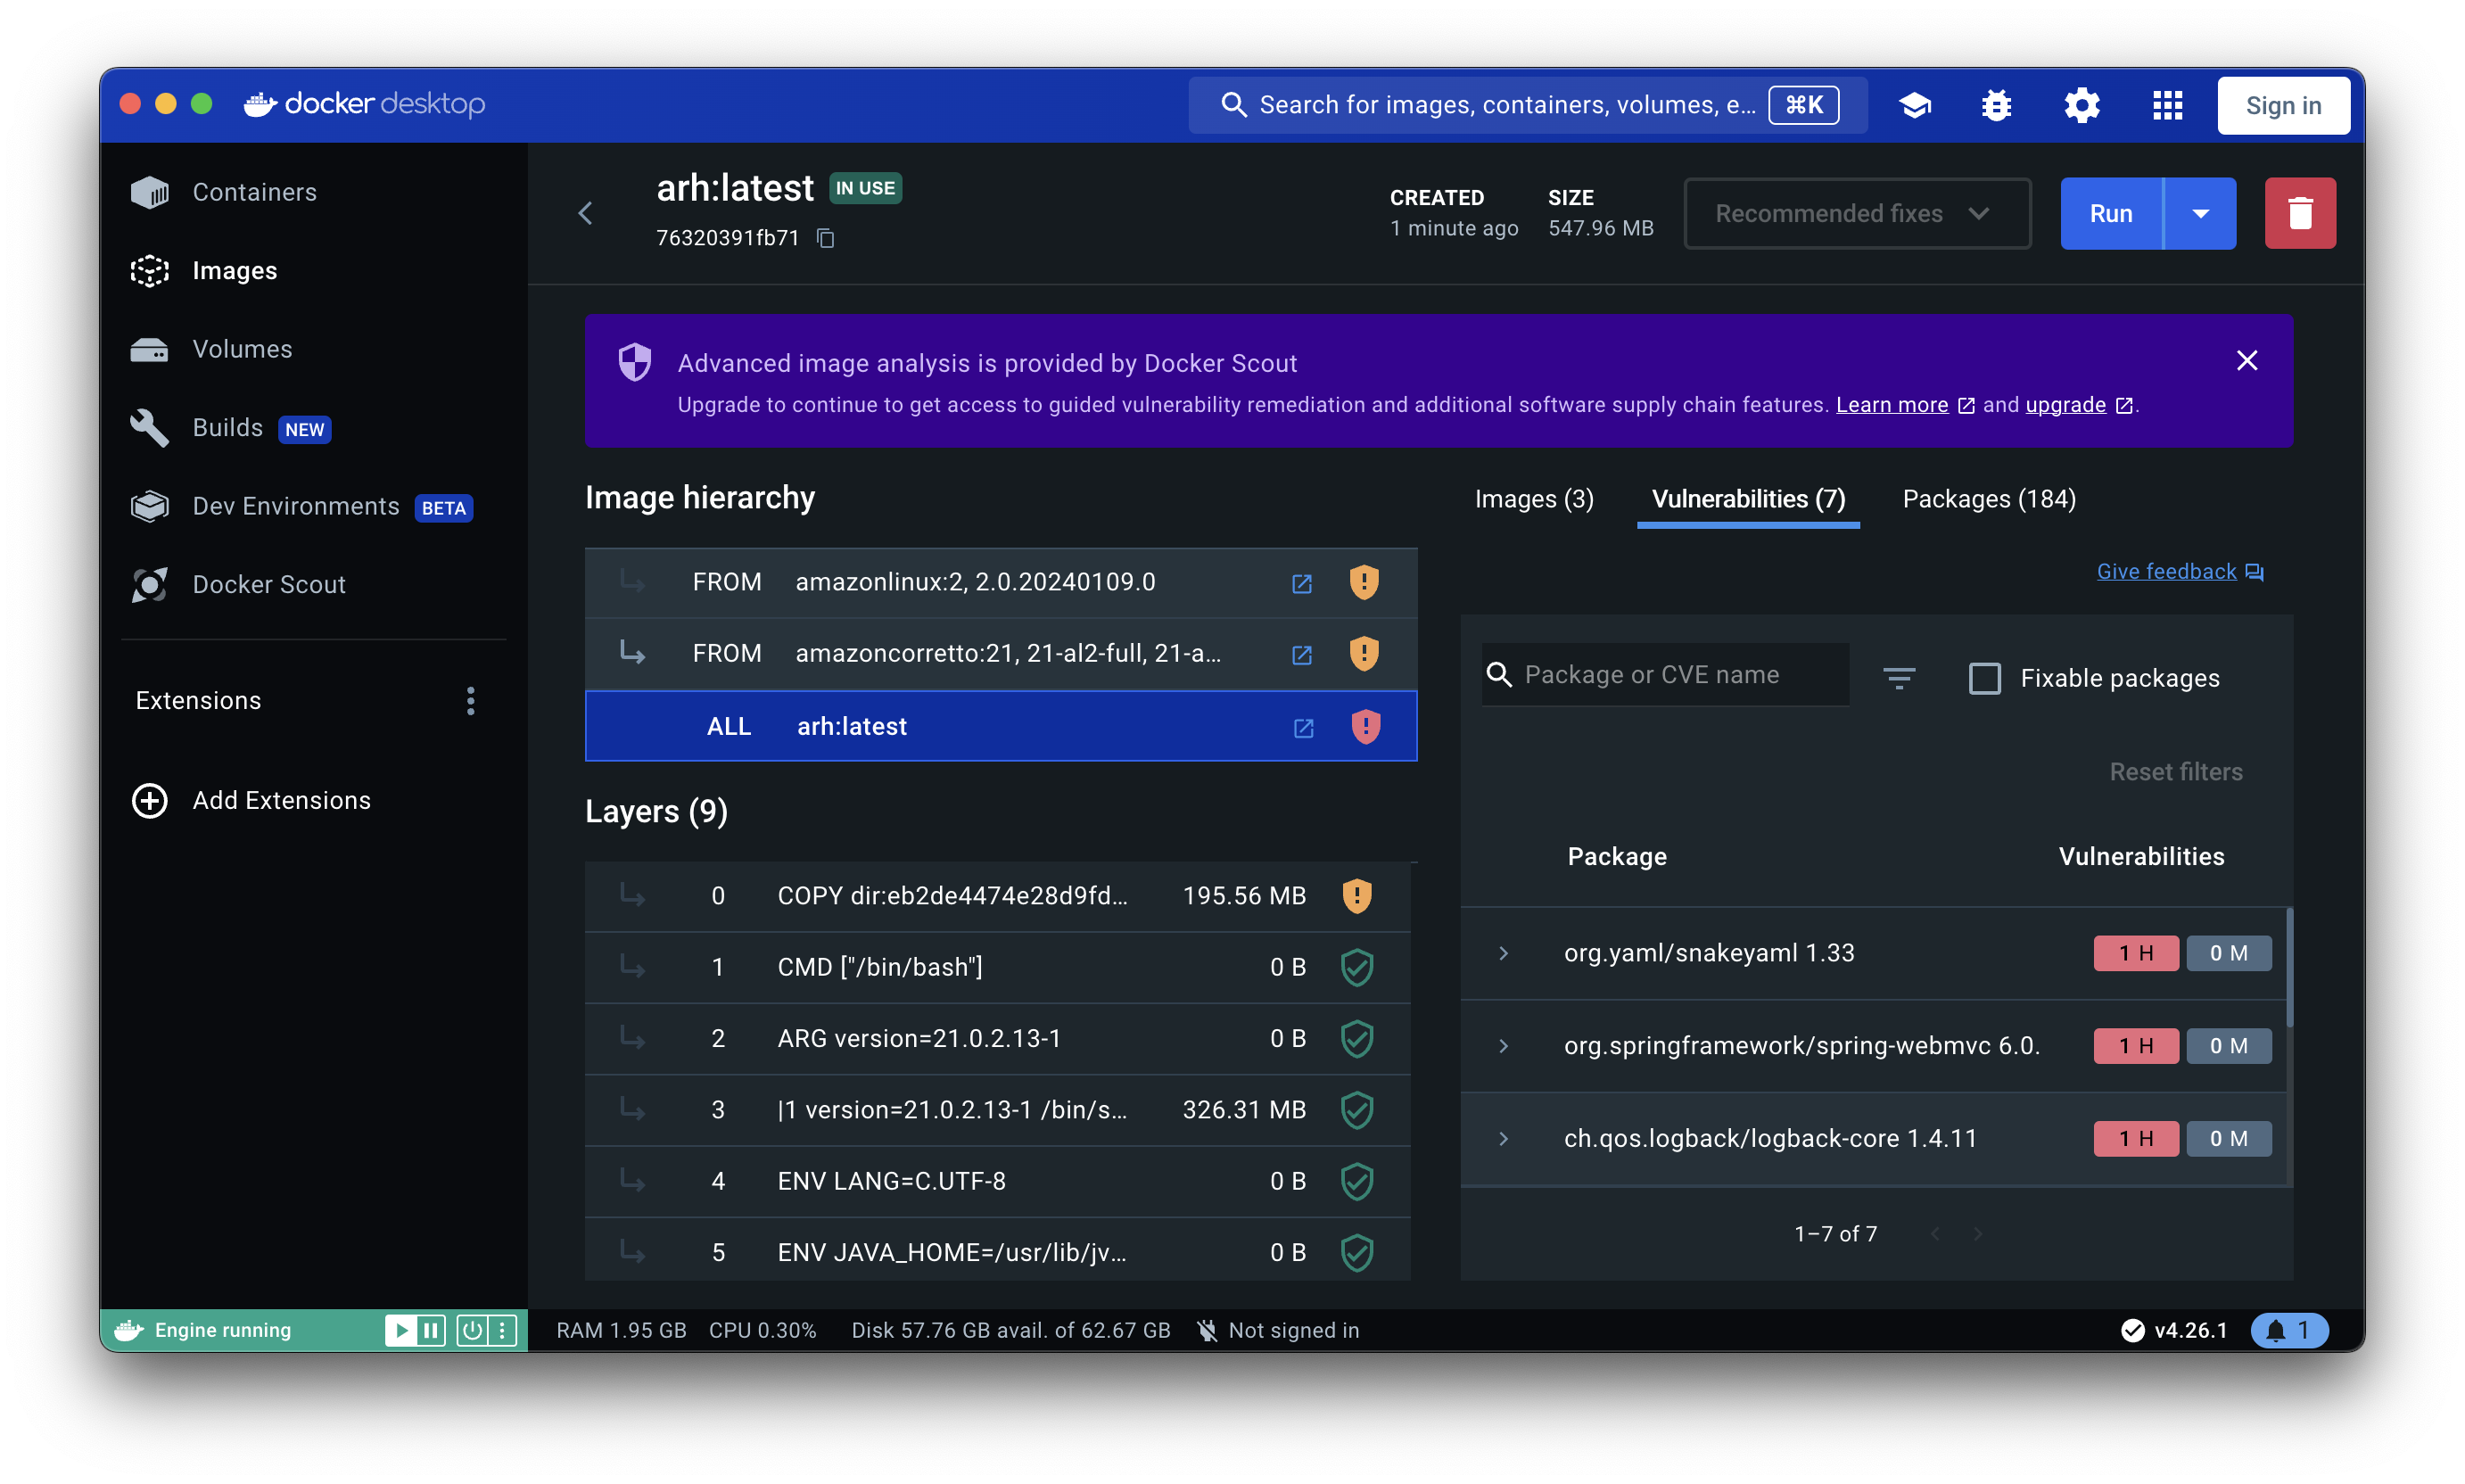 docker desktop
Search for images, containers, volumes, e... ⌘K
Sign in
Containers
Images
Volumes
Builds NEW
Dev Environments BETA
Docker Scout
Extensions
Add Extensions
arh:latest IN USE
76320391fb71
CREATED
1 minute ago
SIZE
547.96 MB
Recommended fixes
Run
Advanced image analysis is provided by Docker Scout
Upgrade to continue to get access to guided vulnerability remediation and additional software supply chain features. Learn more and upgrade .
Image hierarchy
FROM amazonlinux:2, 2.0.20240109.0
FROM amazoncorretto:21, 21-al2-full, 21-a...
ALL arh:latest
Layers (9)
0 COPY dir:eb2de4474e28d9fd... 195.56 MB
1 CMD ["/bin/bash"] 0 B
2 ARG version=21.0.2.13-1 0 B
3 |1 version=21.0.2.13-1 /bin/s... 326.31 MB
4 ENV LANG=C.UTF-8 0 B
5 ENV JAVA_HOME=/usr/lib/jv... 0 B
Images (3) Vulnerabilities (7) Packages (184)
Give feedback
Package or CVE name
Fixable packages
Reset filters
Package Vulnerabilities
org.yaml/snakeyaml 1.33 1 H 0 M
org.springframework/spring-webmvc 6.0. 1 H 0 M
ch.qos.logback/logback-core 1.4.11 1 H 0 M
1–7 of 7
Engine running
RAM 1.95 GB CPU 0.30% Disk 57.76 GB avail. of 62.67 GB Not signed in
v4.26.1
1